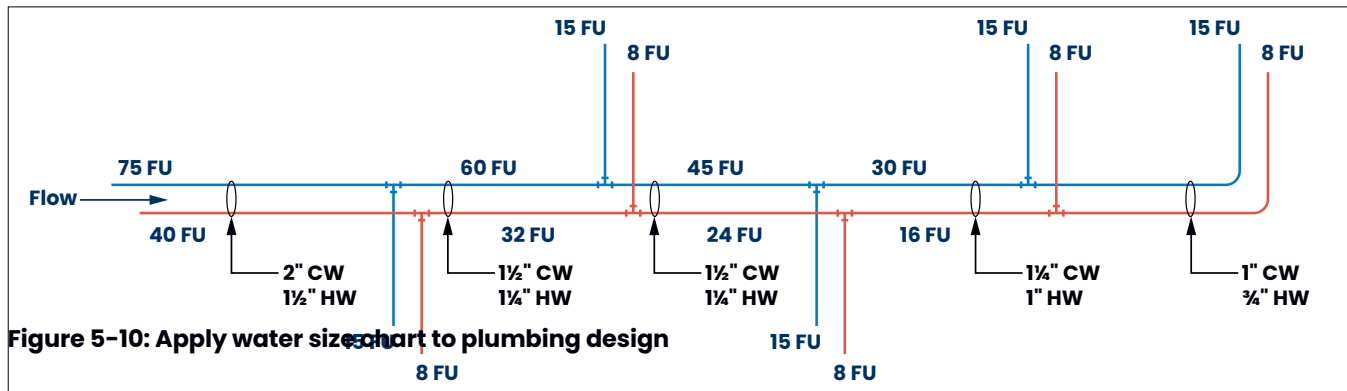 15 FU
15 FU
15 FU
8 FU
8 FU
8 FU
75 FU
60 FU
45 FU
30 FU
Flow
40 FU
32 FU
24 FU
16 FU
2" CW
1½" HW
1½" CW
1¼" HW
1½" CW
1¼" HW
1¼" CW
1" HW
1" CW
¾" HW
Figure 5-10: Apply water size chart to plumbing design
15 FU
15 FU
8 FU
8 FU